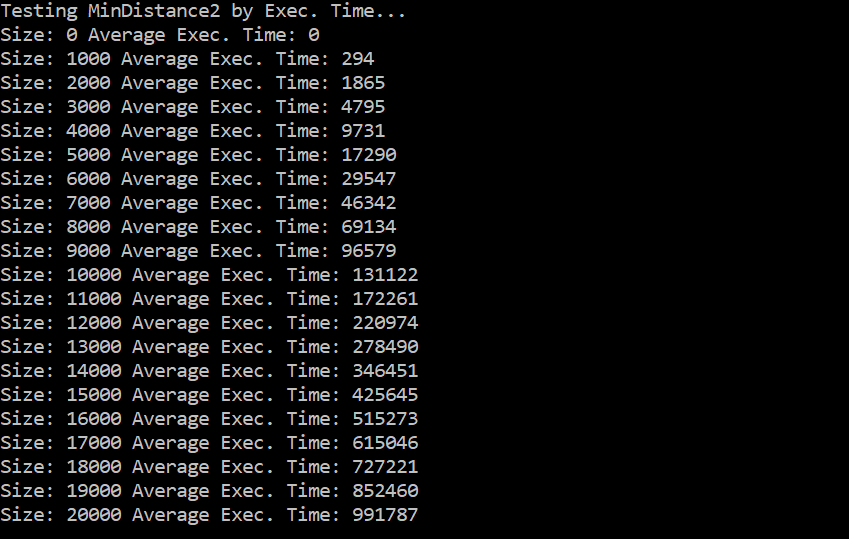 Testing MinDistance2 by Exec. Time...
Size: 0 Average Exec. Time: 0
Size: 1000 Average Exec. Time: 294
Size: 2000 Average Exec. Time: 1865
Size: 3000 Average Exec. Time: 4795
Size: 4000 Average Exec. Time: 9731
Size: 5000 Average Exec. Time: 17290
Size: 6000 Average Exec. Time: 29547
Size: 7000 Average Exec. Time: 46342
Size: 8000 Average Exec. Time: 69134
Size: 9000 Average Exec. Time: 96579
Size: 10000 Average Exec. Time: 131122
Size: 11000 Average Exec. Time: 172261
Size: 12000 Average Exec. Time: 220974
Size: 13000 Average Exec. Time: 278490
Size: 14000 Average Exec. Time: 346451
Size: 15000 Average Exec. Time: 425645
Size: 16000 Average Exec. Time: 515273
Size: 17000 Average Exec. Time: 615046
Size: 18000 Average Exec. Time: 727221
Size: 19000 Average Exec. Time: 852460
Size: 20000 Average Exec. Time: 991787